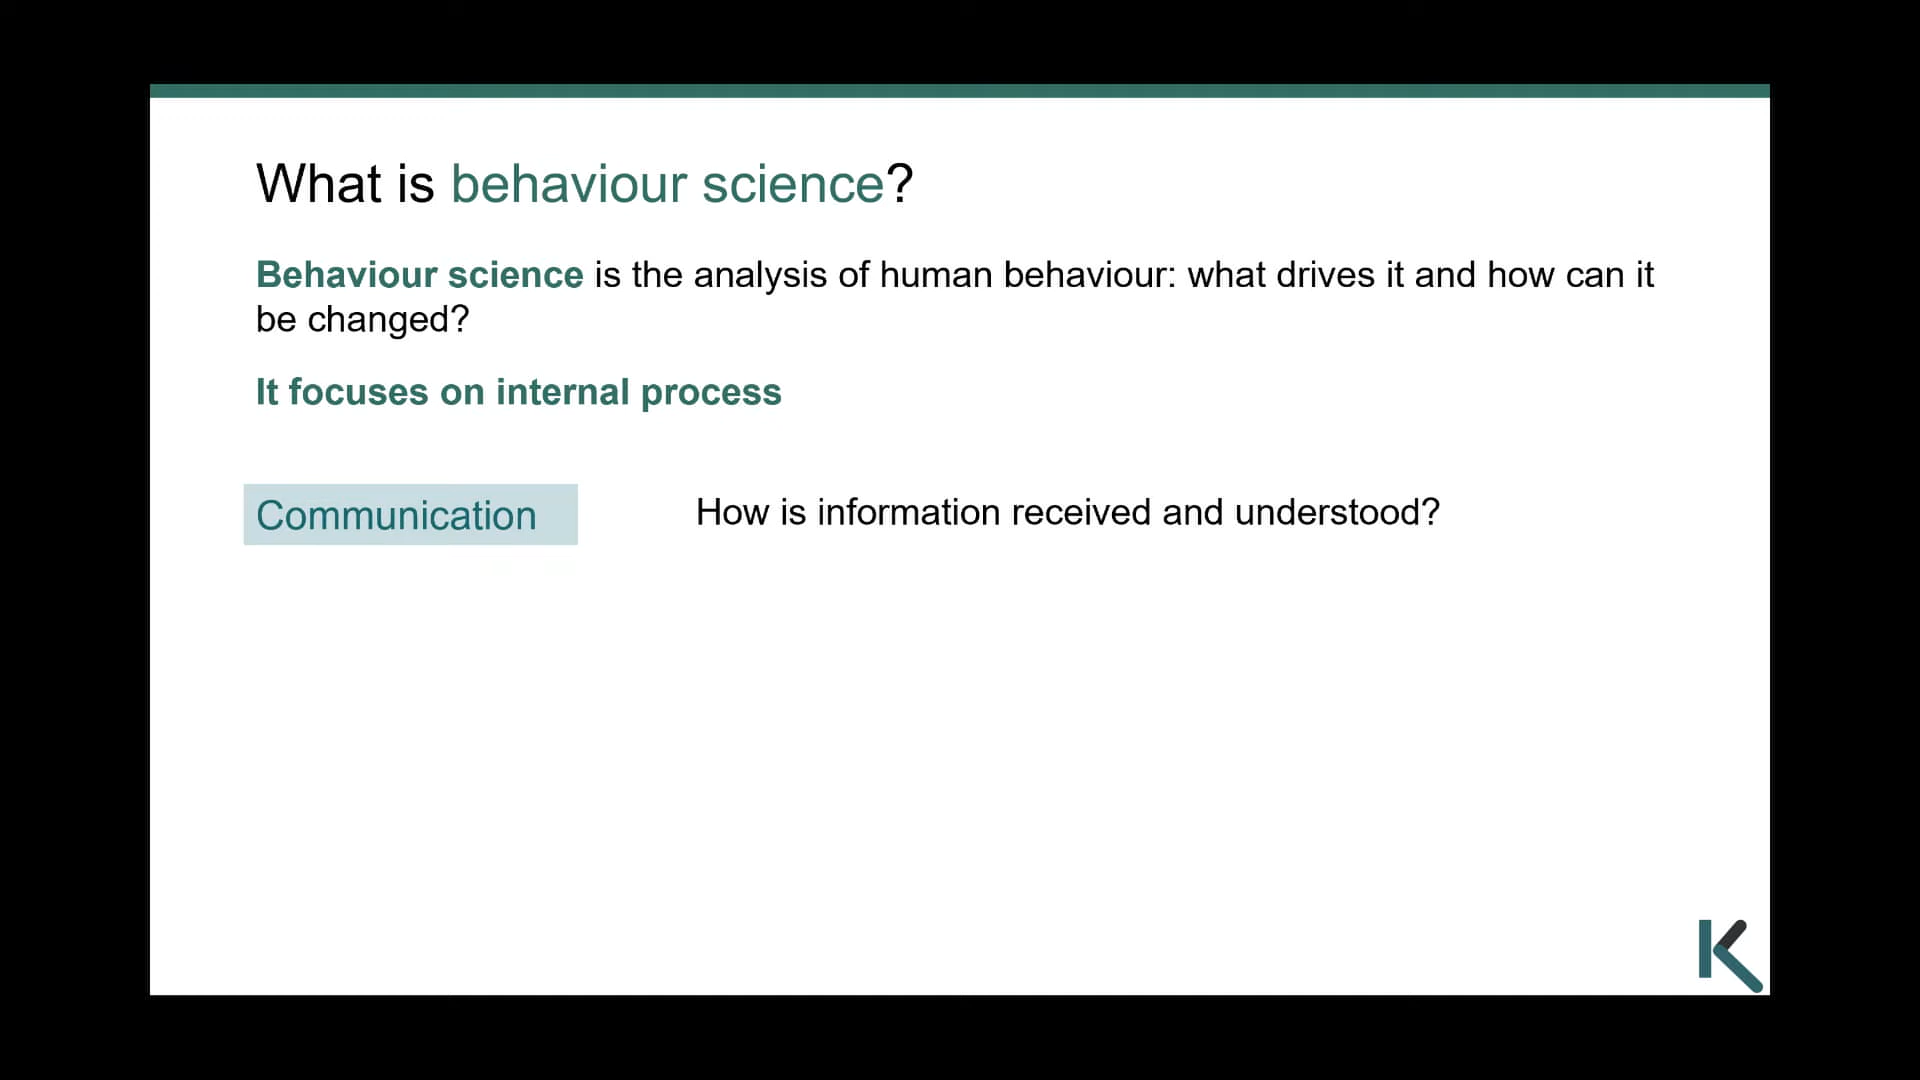 What is behaviour science?
Behaviour science is the analysis of human behaviour: what drives it and how can it
be changed?
It focuses on internal process
Communication
How is information received and understood?
K